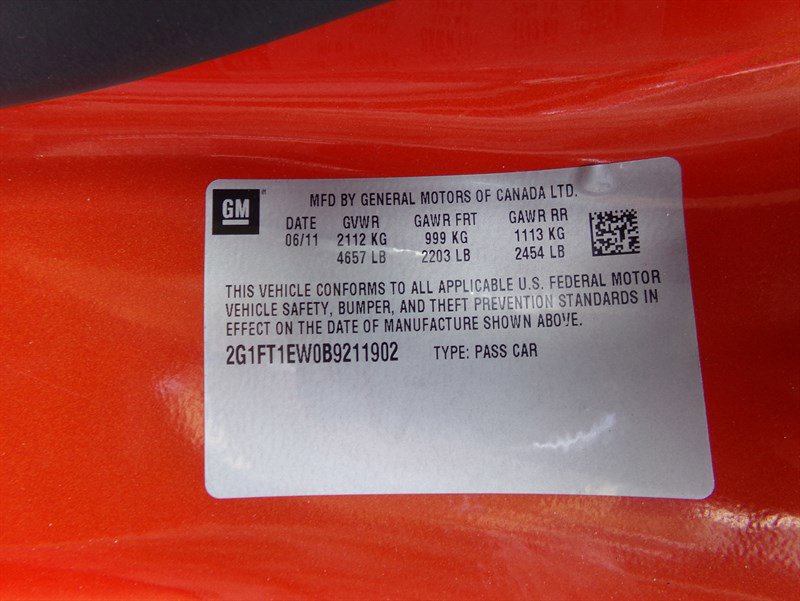 GM
MFD BY GENERAL MOTORS OF CANADA LTD.
DATE GVWR GAWR FRT GAWR RR
06/11 2112 KG 999 KG 1113 KG
4657 LB 2203 LB 2454 LB
THIS VEHICLE CONFORMS TO ALL APPLICABLE U.S. FEDERAL MOTOR
VEHICLE SAFETY, BUMPER, AND THEFT PREVENTION STANDARDS IN
EFFECT ON THE DATE OF MANUFACTURE SHOWN ABOVE.
2G1FT1EW0B9211902 TYPE: PASS CAR